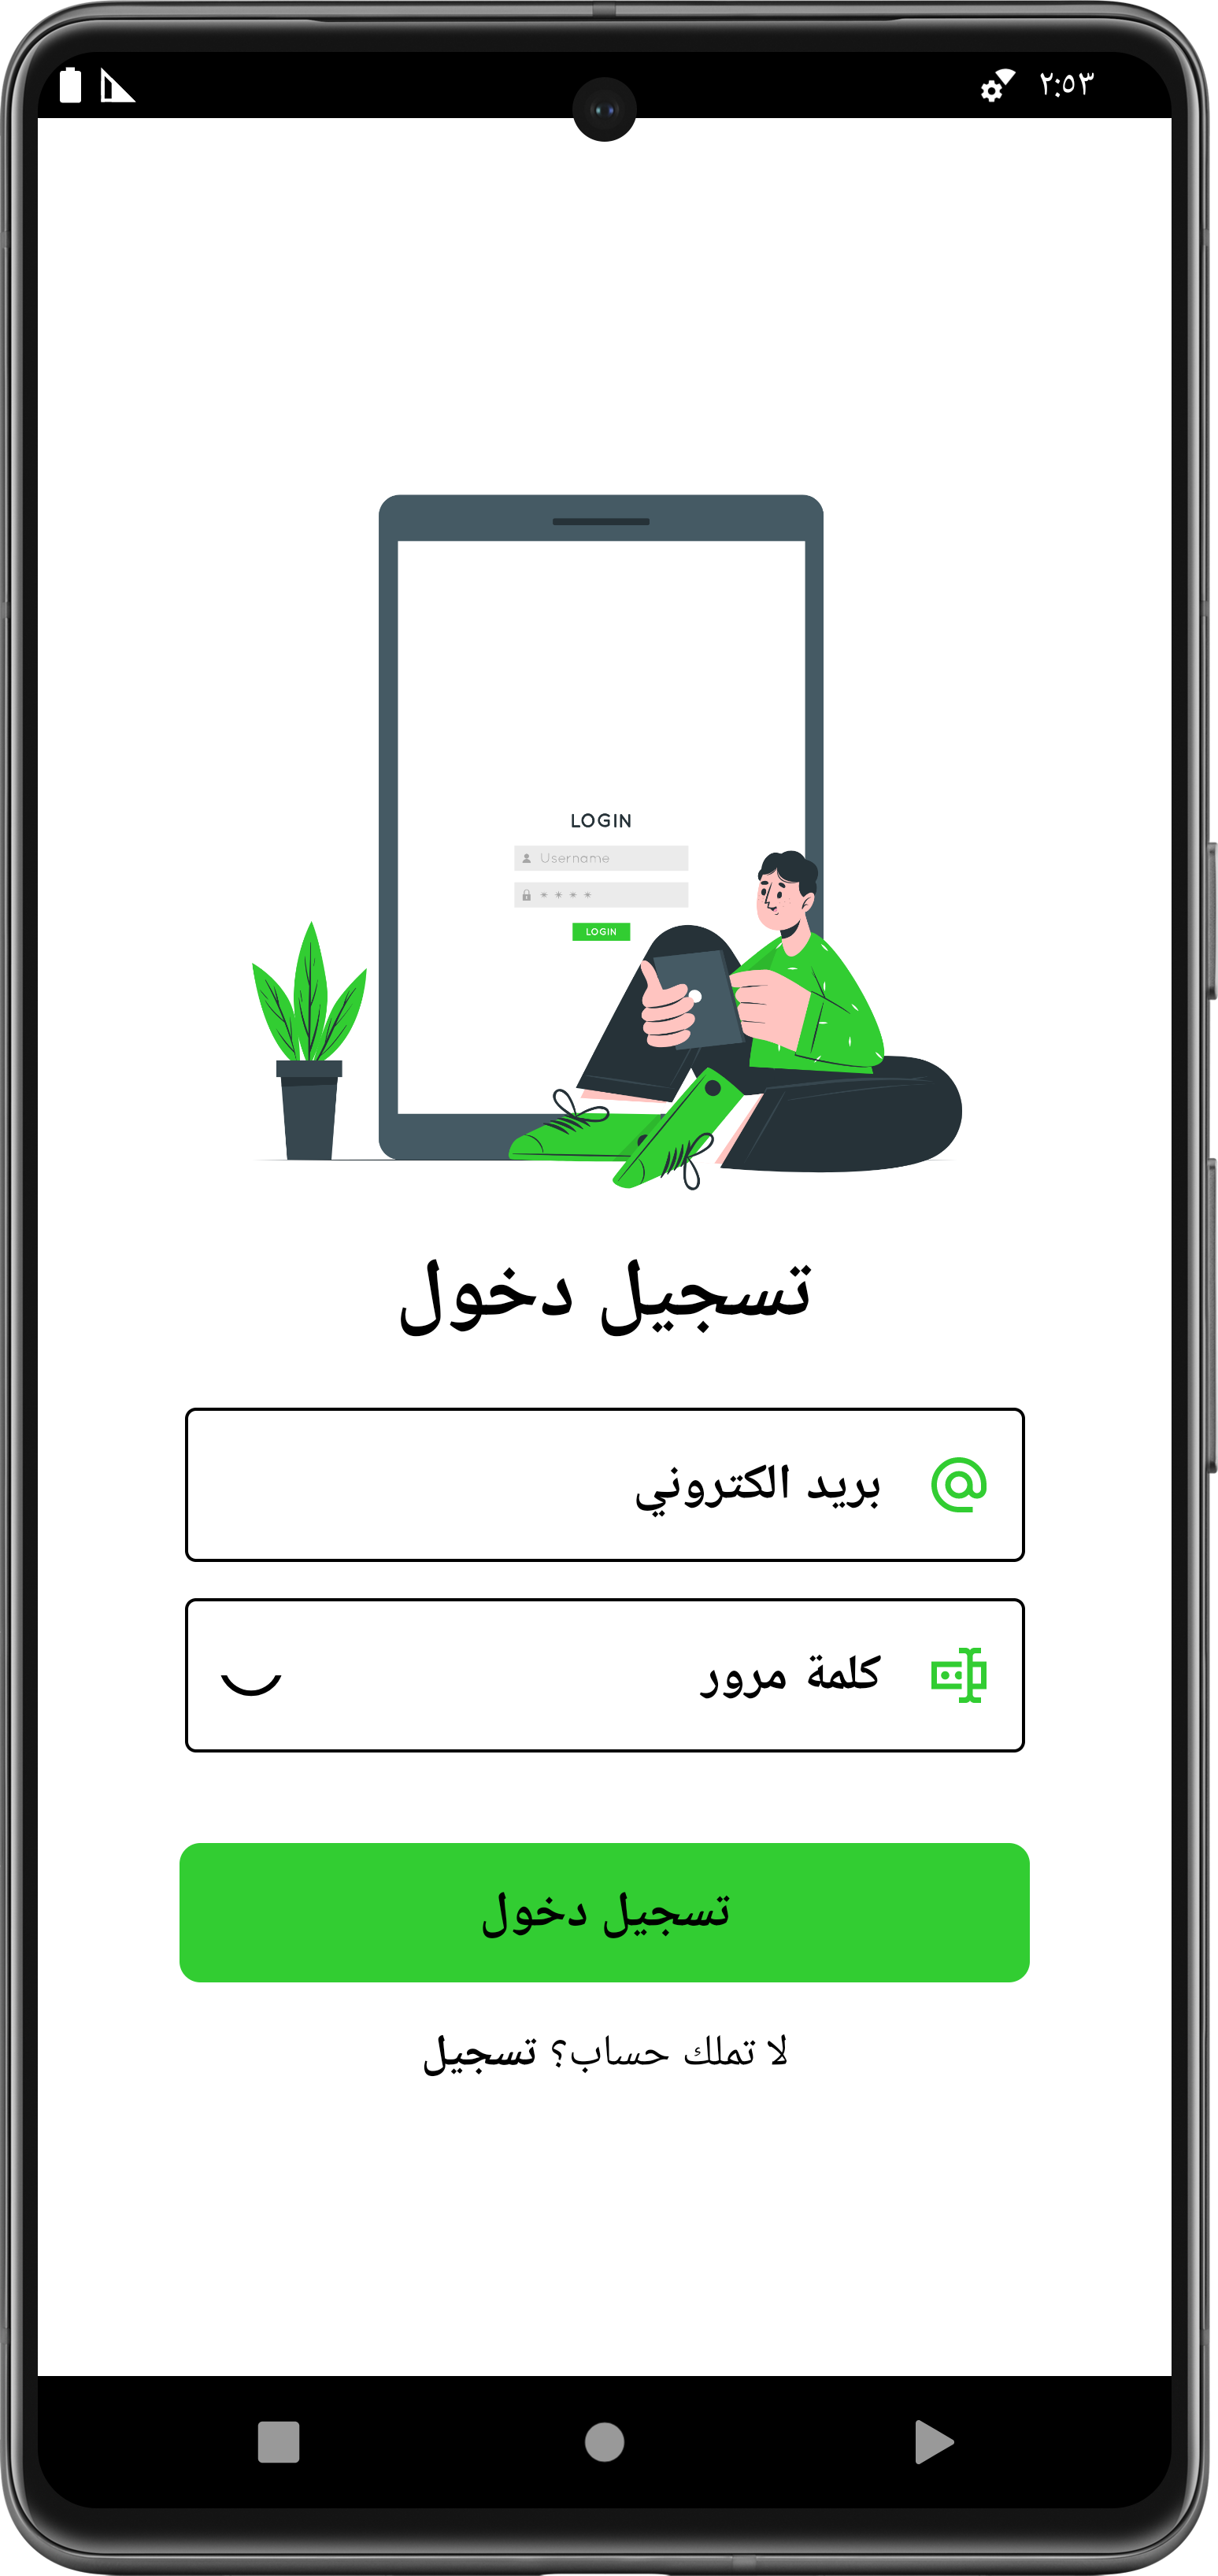 ٢:٥٣
LOGIN
Username
* * * *
LOGIN
تسجيل دخول
بريد الكتروني
كلمة مرور
تسجيل دخول
لا تملك حساب؟ تسجيل